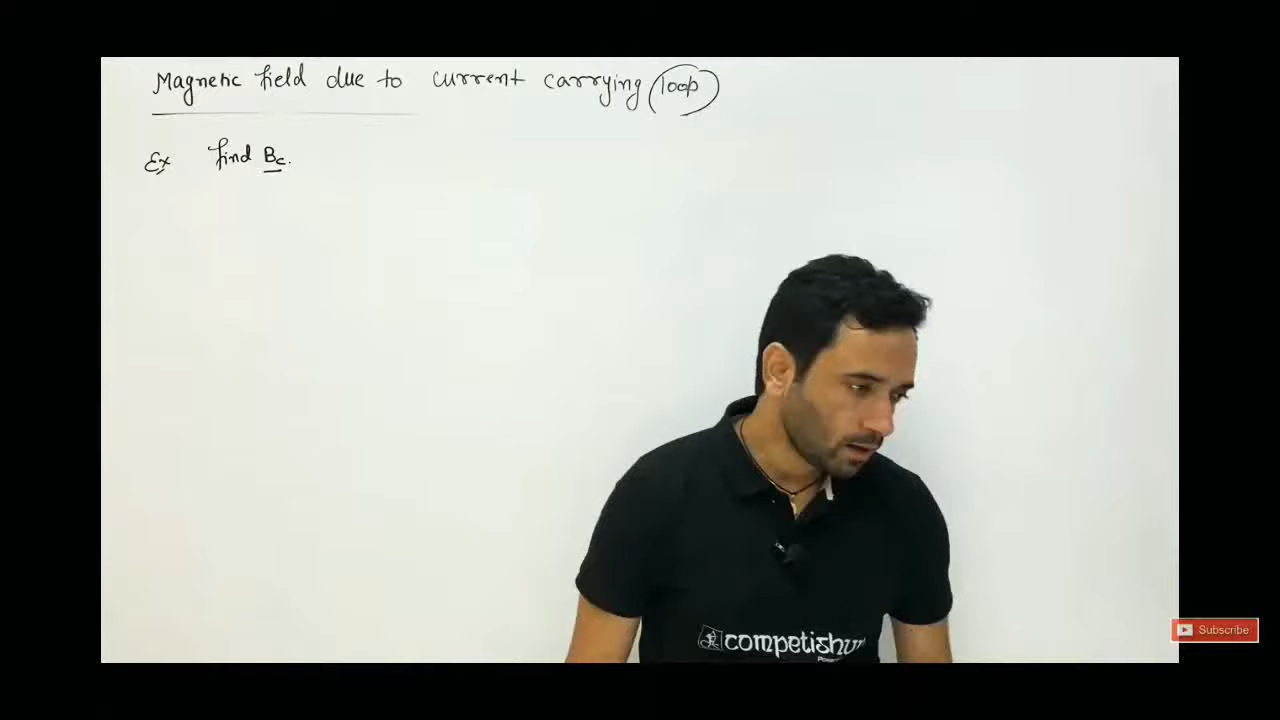 Magnetic field due to current carrying loop
Ex find Bc.
competishun
Subscribe